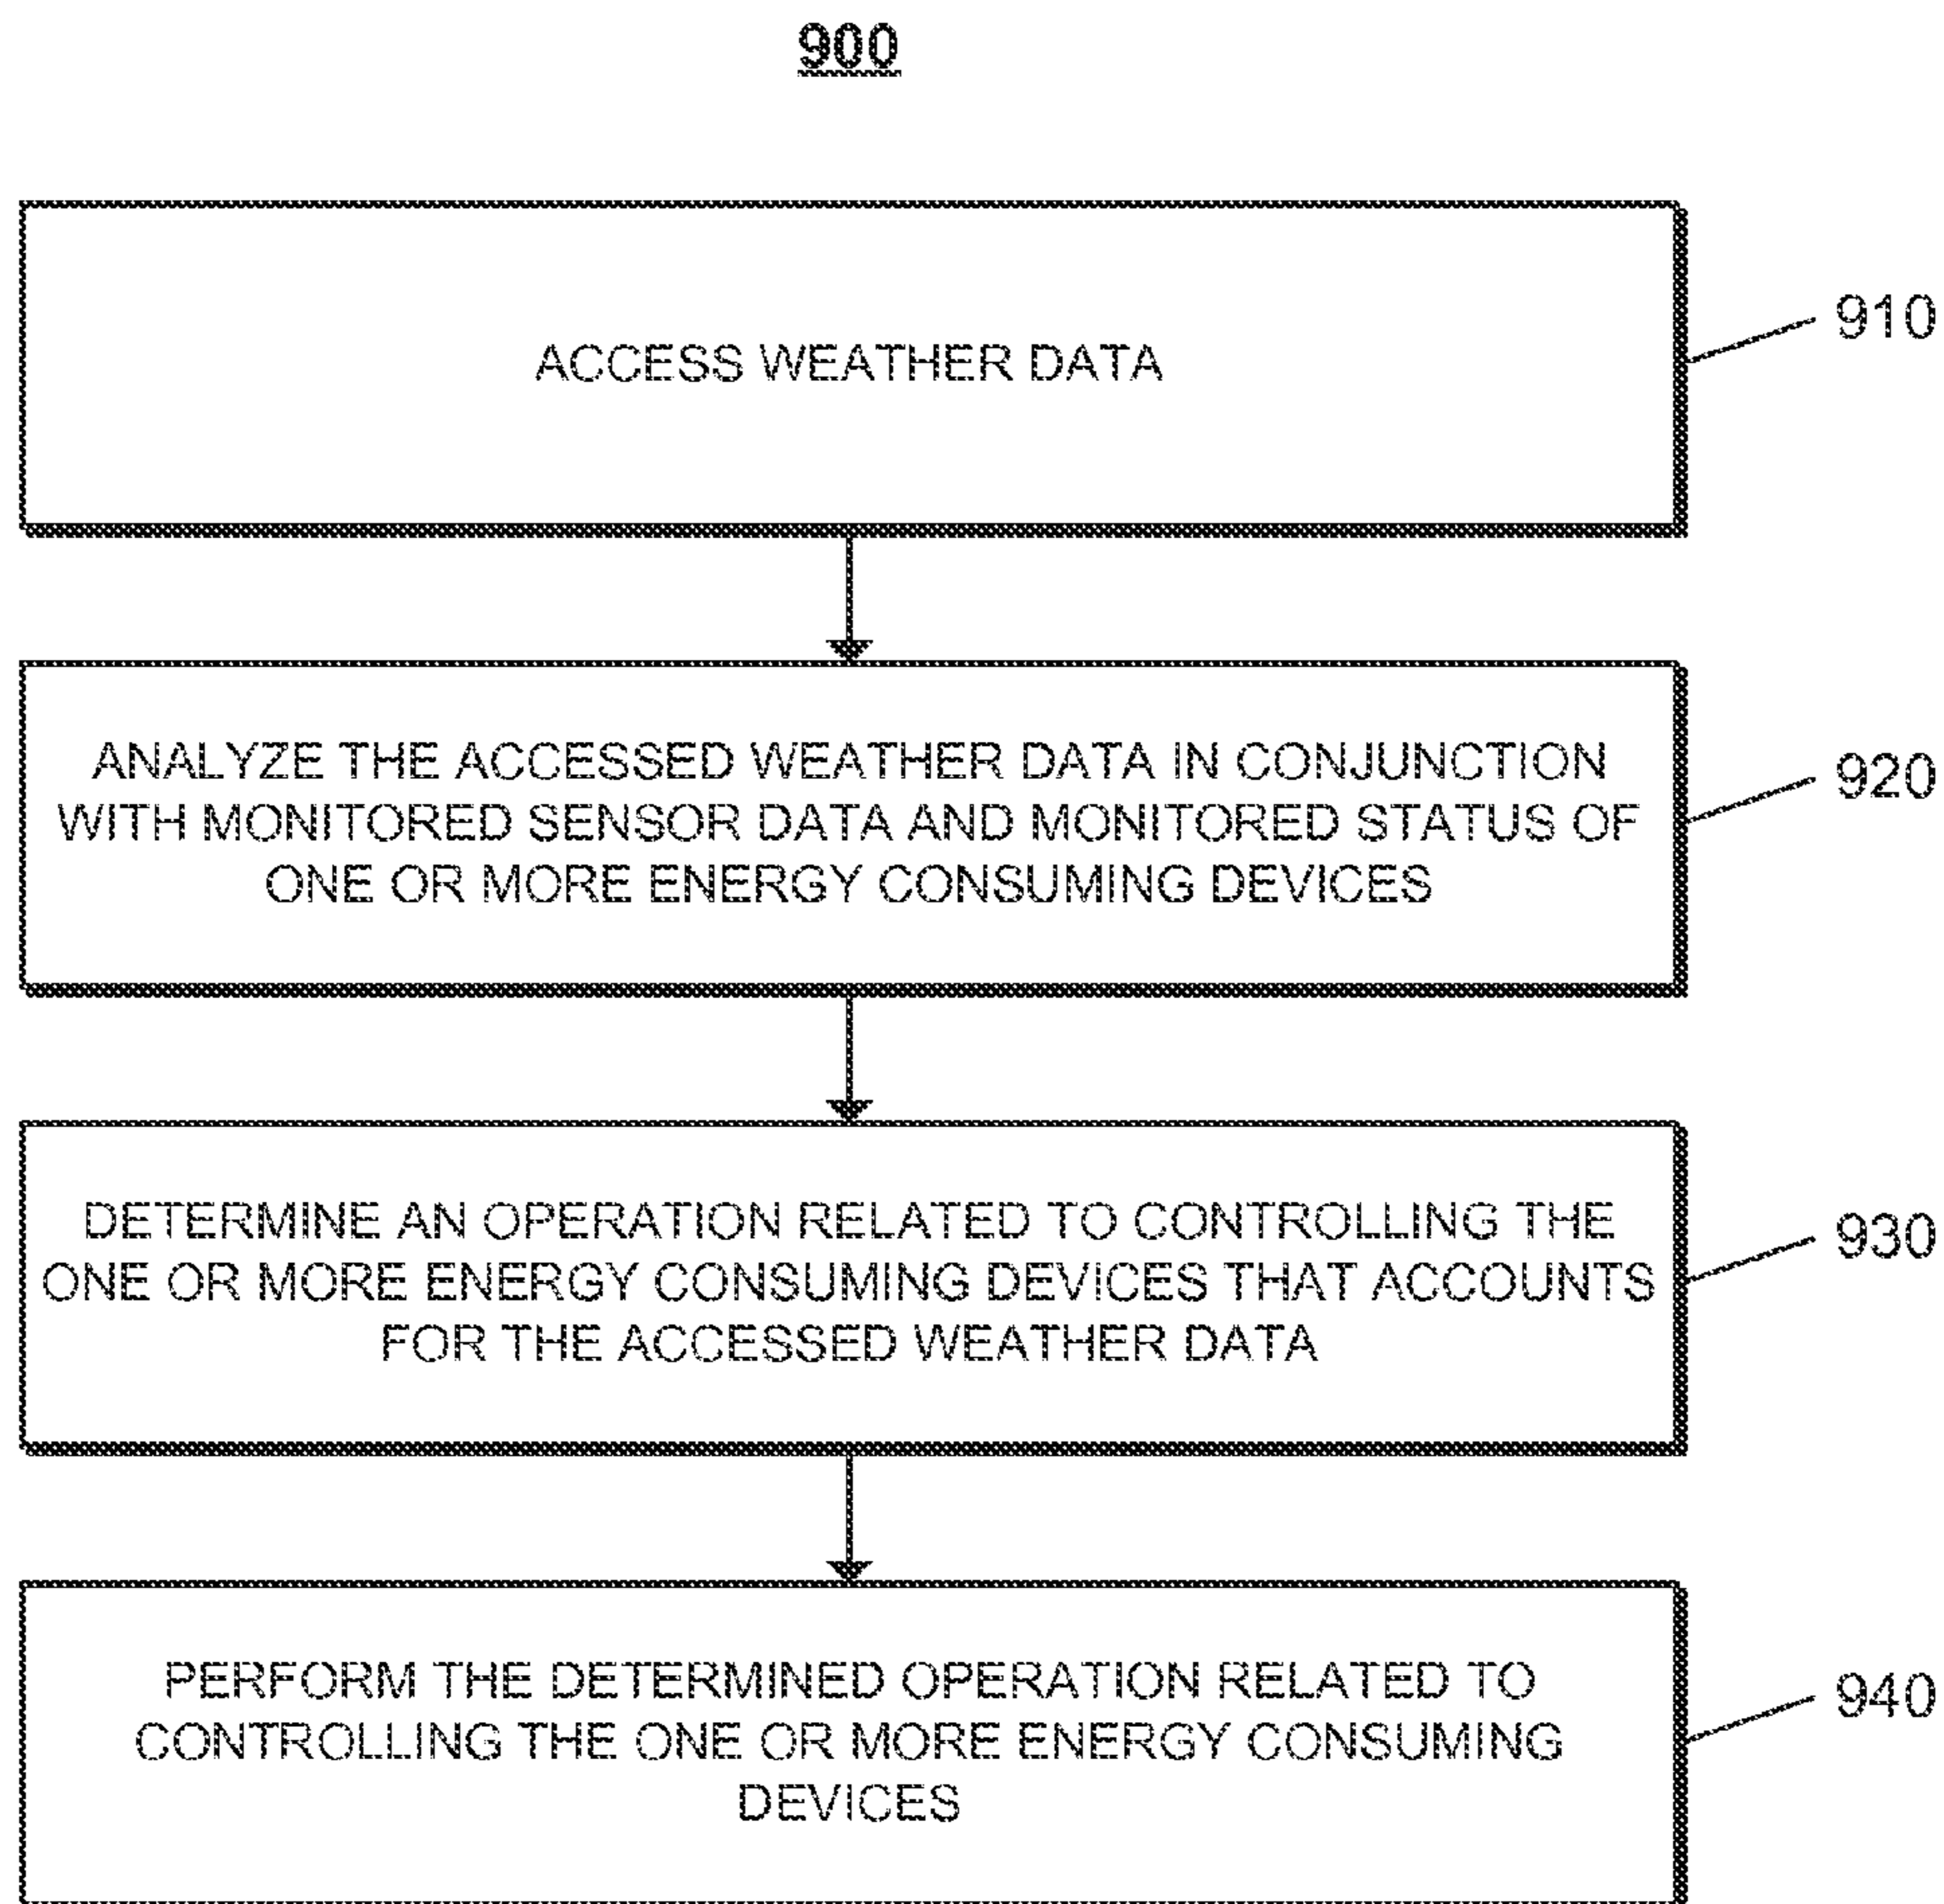 900
ACCESS WEATHER DATA
910
ANALYZE THE ACCESSED WEATHER DATA IN CONJUNCTION
WITH MONITORED SENSOR DATA AND MONITORED STATUS OF
ONE OR MORE ENERGY CONSUMING DEVICES
920
DETERMINE AN OPERATION RELATED TO CONTROLLING THE
ONE OR MORE ENERGY CONSUMING DEVICES THAT ACCOUNTS
FOR THE ACCESSED WEATHER DATA
930
PERFORM THE DETERMINED OPERATION RELATED TO
CONTROLLING THE ONE OR MORE ENERGY CONSUMING
DEVICES
940